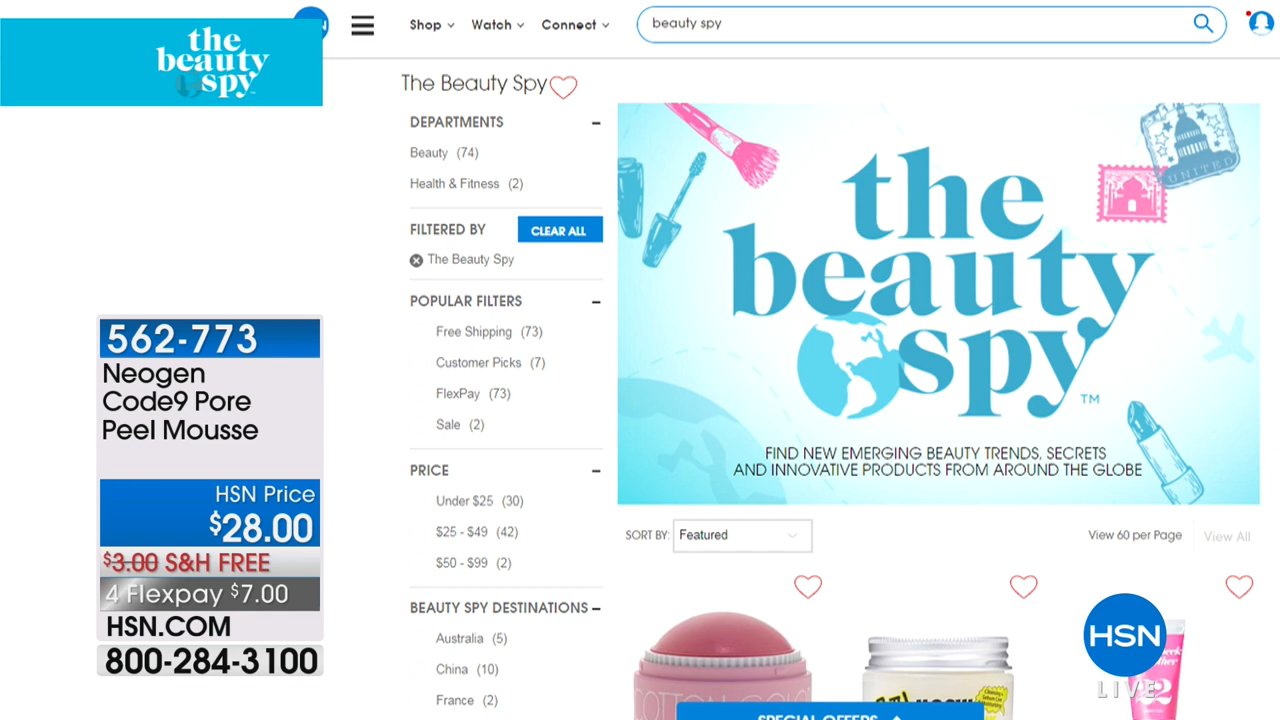 the
beauty
spy™
562-773
Neogen
Code9 Pore
Peel Mousse
HSN Price
$28.00
$3.00 S&H FREE
4 Flexpay $7.00
HSN.COM
800-284-3100
Shop
Watch
Connect
beauty spy
The Beauty Spy
DEPARTMENTS
Beauty (74)
Health & Fitness (2)
FILTERED BY
CLEAR ALL
The Beauty Spy
POPULAR FILTERS
Free Shipping (73)
Customer Picks (7)
FlexPay (73)
Sale (2)
PRICE
Under $25 (30)
$25 - $49 (42)
$50 - $99 (2)
BEAUTY SPY DESTINATIONS
Australia (5)
China (10)
France (2)
UNITED
the
beauty
spy™
FIND NEW EMERGING BEAUTY TRENDS, SECRETS
AND INNOVATIVE PRODUCTS FROM AROUND THE GLOBE
SORT BY: Featured
View 60 per Page
View All
SPECIAL OFFERS
HSN
LIVE